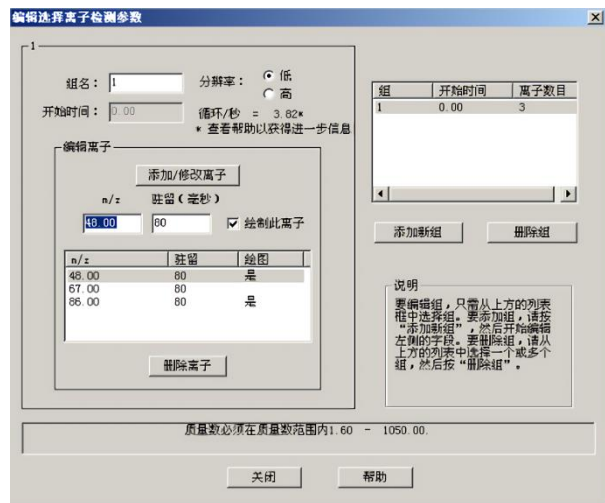 编辑选择离子检测参数
1
组名： 1
分辨率： 低
高
开始时间： 0.00
循环/秒 = 3.82*
* 查看帮助以获得进一步信息
编辑离子
添加/修改离子
m/z 驻留（毫秒）
48.00 80 绘制此离子
m/z 驻留 绘图
48.00 80 是
67.00 80
86.00 80 是
删除离子
组 开始时间 离子数目
1 0.00 3
添加新组 删除组
说明
要编辑组，只需从上方的列表
框中选择组。要添加组，请按
“添加新组”，然后开始编辑
左侧的字段。要删除组，请从
上方的列表中选择一个或多个
组，然后按“删除组”。
质量数必须在质量数范围内1.60 - 1050.00.
关闭 帮助